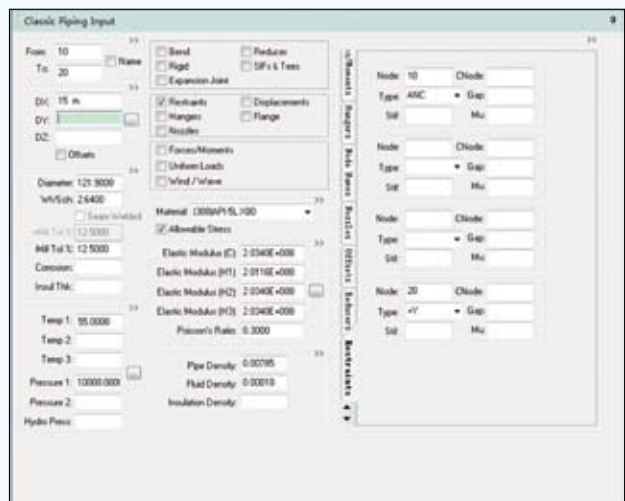 Classic Piping Input
From: 10
To: 20
Name
DX: 15 m
DY:
DZ:
Offsets
Diameter: 121.9000
Wt/Sch: 2.6400
Seam Welded
12.5000
Mill Tol %: 12.5000
Corrosion:
Insul Thk:
Temp 1: 55.0000
Temp 2:
Temp 3:
Pressure 1: 10000.000
Pressure 2:
Hydro Press:
Bend
Reducer
Rigid
SIFs & Tees
Expansion Joint
Restraints
Displacements
Hangers
Flange
Nozzles
Forces/Moments
Uniform Loads
Wind / Wave
Material: (308)API-5L X80
Allowable Stress
Elastic Modulus (C): 2.0340E+008
Elastic Modulus (H1): 2.0116E+008
Elastic Modulus (H2): 2.0340E+008
Elastic Modulus (H3): 2.0340E+008
Poisson's Ratio: 0.3000
Pipe Density: 0.00785
Fluid Density: 0.00010
Insulation Density:
Hangers
Node Names
Nozzles
Offsets
Reducers
Restraints
Node: 10 CNode:
Type: ANC Gap:
Stif: Mu:
Node: CNode:
Type: Gap:
Stif: Mu:
Node: CNode:
Type: Gap:
Stif: Mu:
Node: 20 CNode:
Type: +Y Gap:
Stif: Mu: